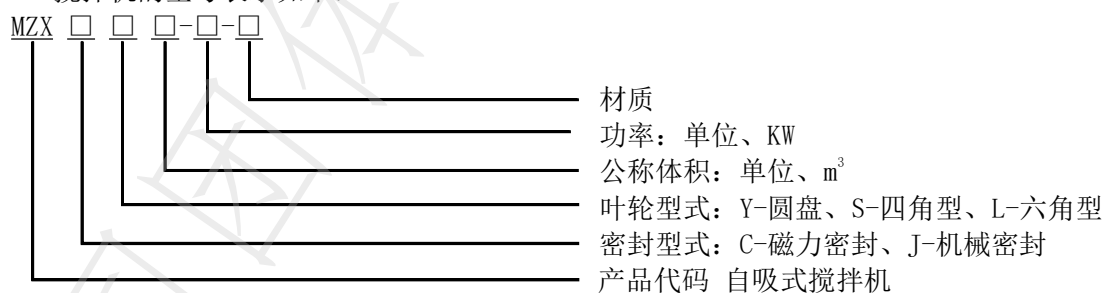 MZX □ □ □-□-□
材质
功率：单位、KW
公称体积：单位、m³
叶轮型式：Y-圆盘、S-四角型、L-六角型
密封型式：C-磁力密封、J-机械密封
产品代码 自吸式搅拌机